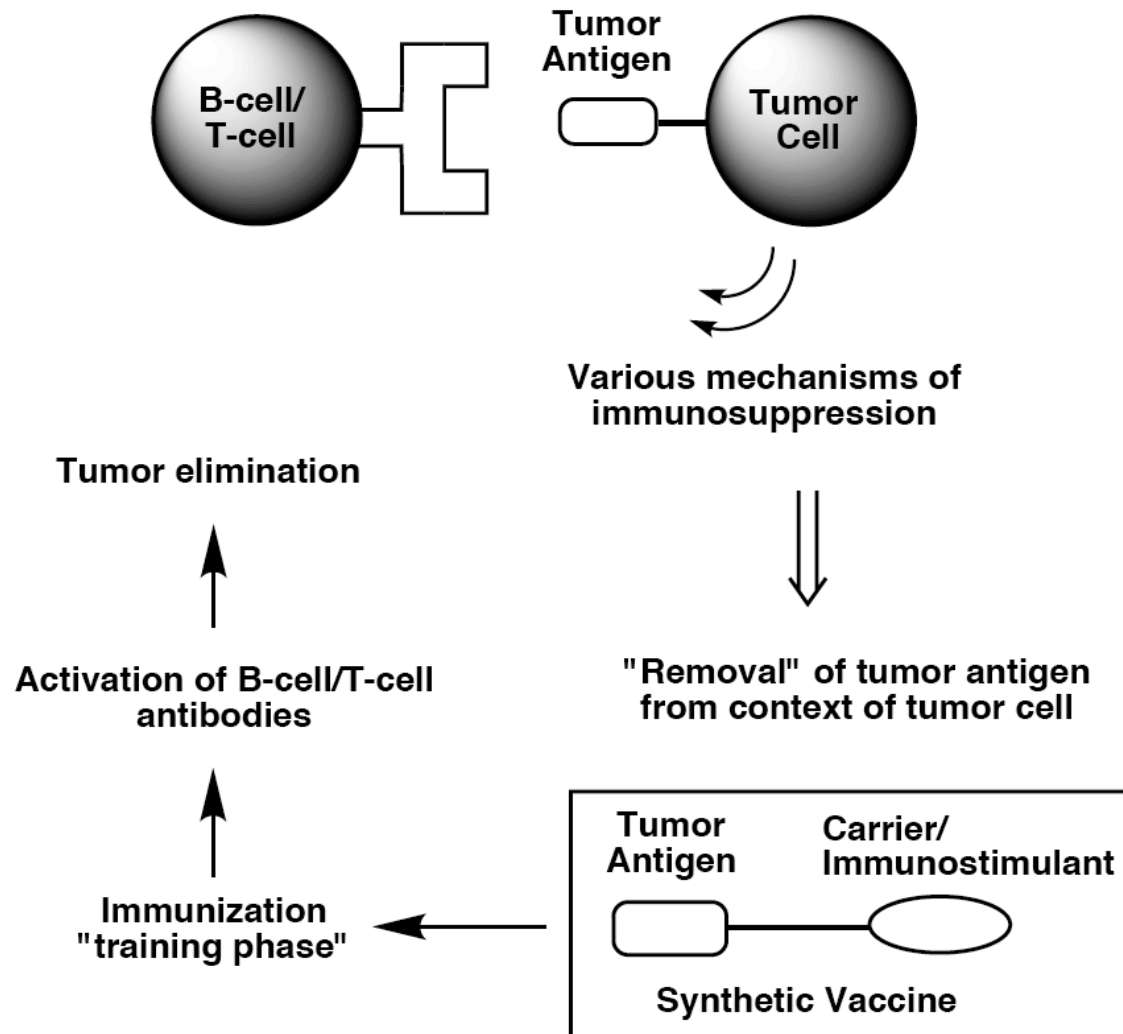 B-cell/
T-cell
Tumor
Antigen
Tumor
Cell
Various mechanisms of
immunosuppression
Tumor elimination
Activation of B-cell/T-cell
antibodies
"Removal" of tumor antigen
from context of tumor cell
Immunization
"training phase"
Tumor
Antigen
Carrier/
Immunostimulant
Synthetic Vaccine